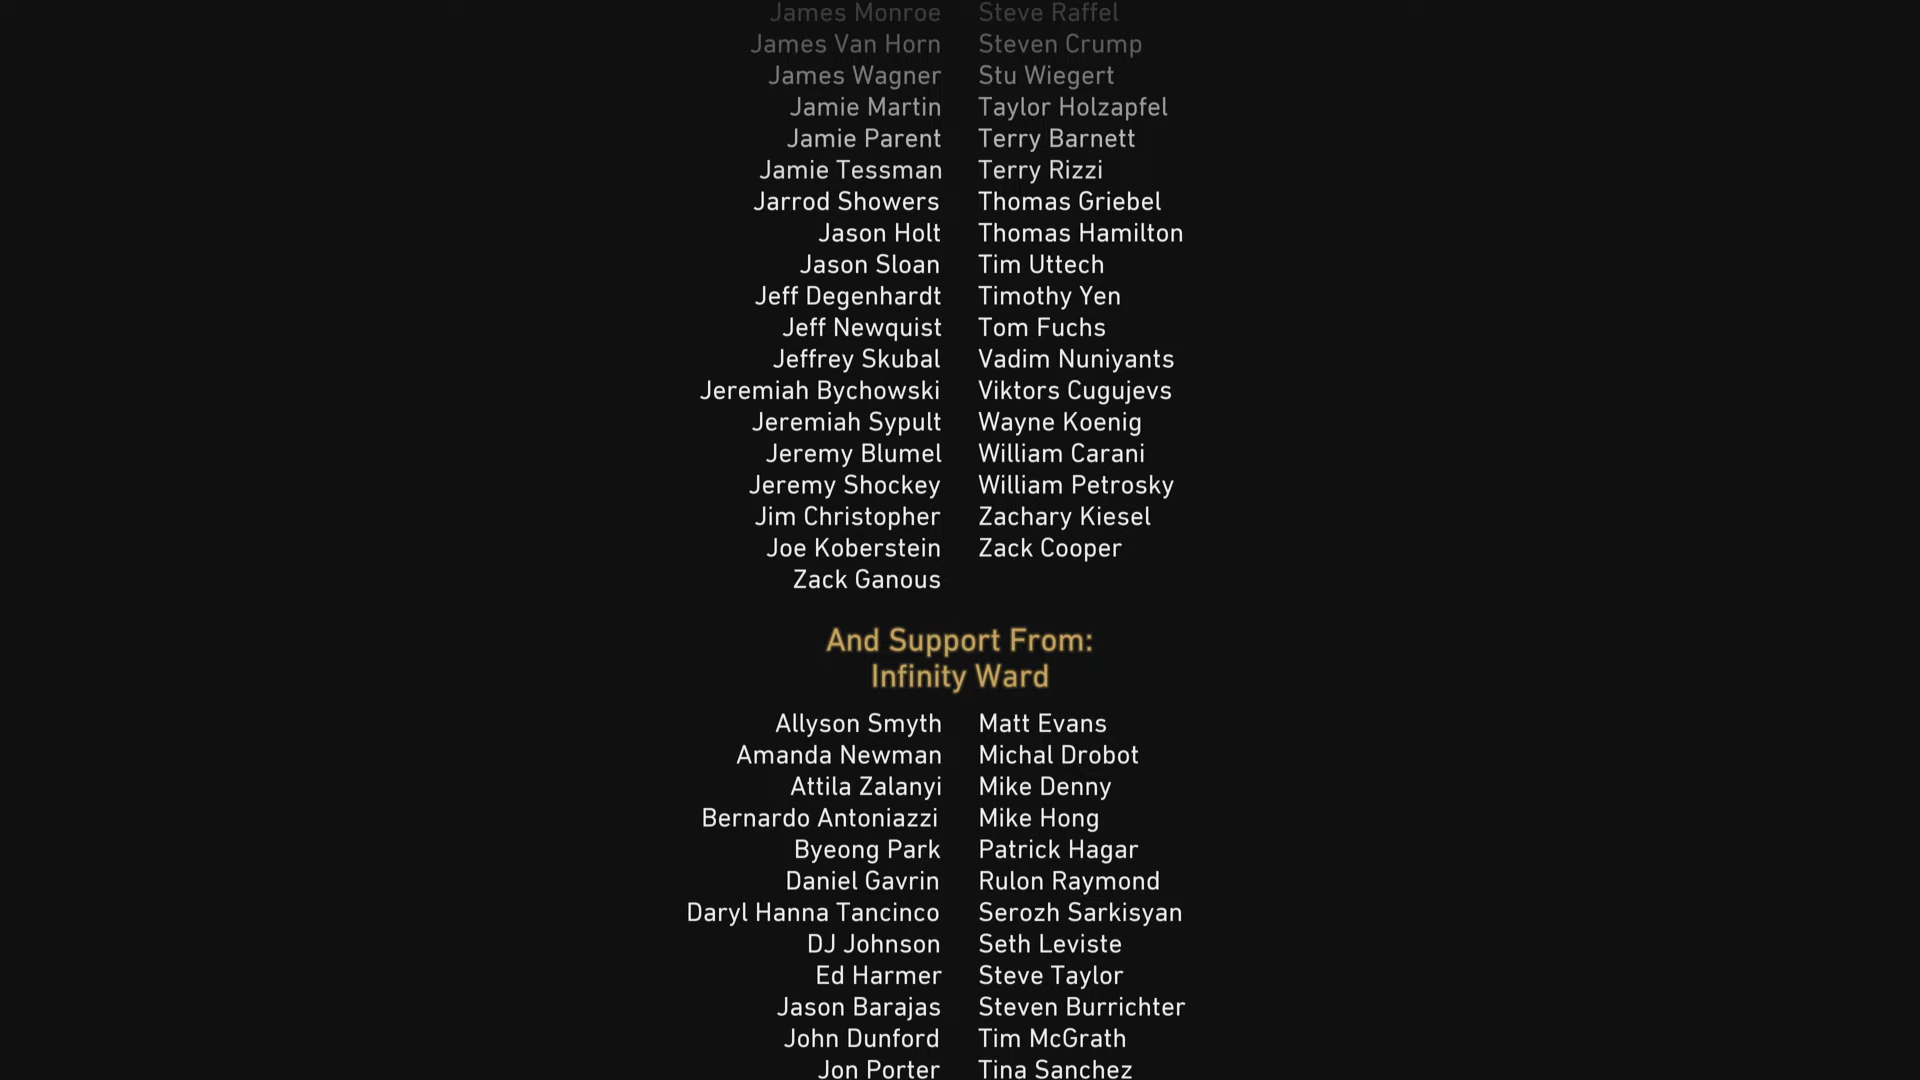 James Monroe Steve Raffel
James Van Horn Steven Crump
James Wagner Stu Wiegert
Jamie Martin Taylor Holzapfel
Jamie Parent Terry Barnett
Jamie Tessman Terry Rizzi
Jarrod Showers Thomas Griebel
Jason Holt Thomas Hamilton
Jason Sloan Tim Uttech
Jeff Degenhardt Timothy Yen
Jeff Newquist Tom Fuchs
Jeffrey Skubal Vadim Nuniyants
Jeremiah Bychowski Viktors Cugujevs
Jeremiah Sypult Wayne Koenig
Jeremy Blumel William Carani
Jeremy Shockey William Petrosky
Jim Christopher Zachary Kiesel
Joe Koberstein Zack Cooper
Zack Ganous
And Support From:
Infinity Ward
Allyson Smyth Matt Evans
Amanda Newman Michal Drobot
Attila Zalanyi Mike Denny
Bernardo Antoniazzi Mike Hong
Byeong Park Patrick Hagar
Daniel Gavrin Rulon Raymond
Daryl Hanna Tancinco Serozh Sarkisyan
DJ Johnson Seth Leviste
Ed Harmer Steve Taylor
Jason Barajas Steven Burrichter
John Dunford Tim McGrath
Jon Porter Tina Sanchez